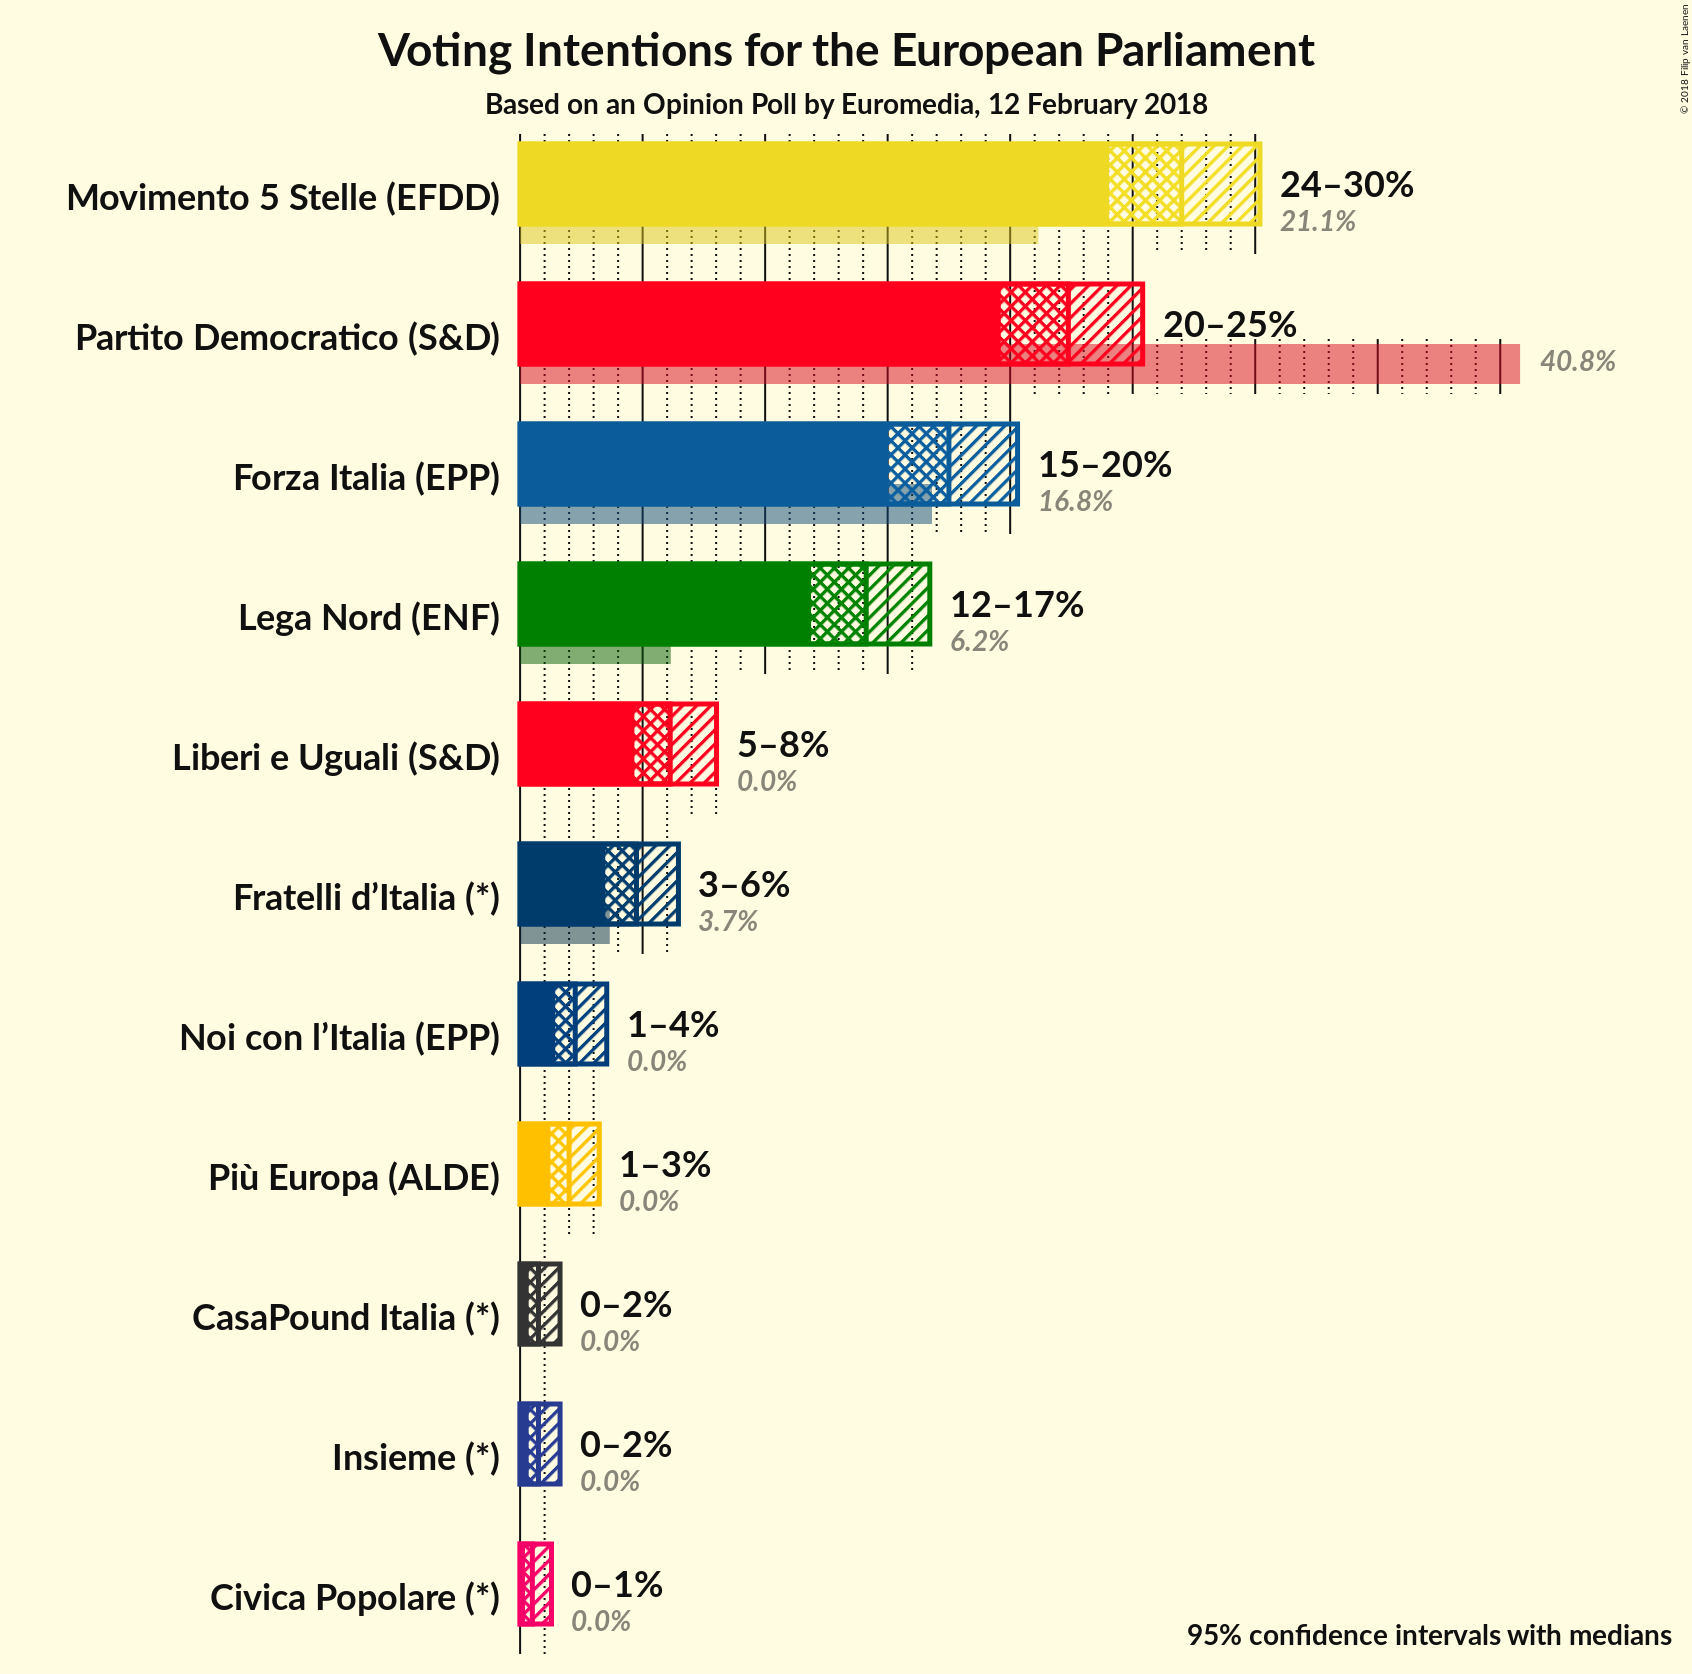 Voting Intentions for the European Parliament
Based on an Opinion Poll by Euromedia, 12 February 2018
© 2018 Filip van Laenen
Movimento 5 Stelle (EFDD)
24–30%
21.1%
Partito Democratico (S&D)
20–25%
40.8%
Forza Italia (EPP)
15–20%
16.8%
Lega Nord (ENF)
12–17%
6.2%
Liberi e Uguali (S&D)
5–8%
0.0%
Fratelli d’Italia (*)
3–6%
3.7%
Noi con l’Italia (EPP)
1–4%
0.0%
Più Europa (ALDE)
1–3%
0.0%
CasaPound Italia (*)
0–2%
0.0%
Insieme (*)
0–2%
0.0%
Civica Popolare (*)
0–1%
0.0%
95% confidence intervals with medians